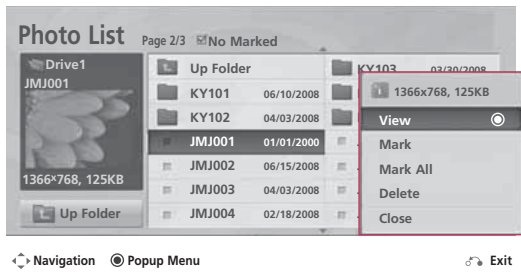 Photo List Page 2/3 No Marked
Drive1
JMJ001
1366x768, 125KB
Up Folder
Up Folder
KY101 06/10/2008
KY102 04/03/2008
JMJ001 01/01/2000
JMJ002 06/15/2008
JMJ003 04/03/2008
JMJ004 02/18/2008
KY103 03/30/2008
1366x768, 125KB
View
Mark
Mark All
Delete
Close
Navigation Popup Menu Exit